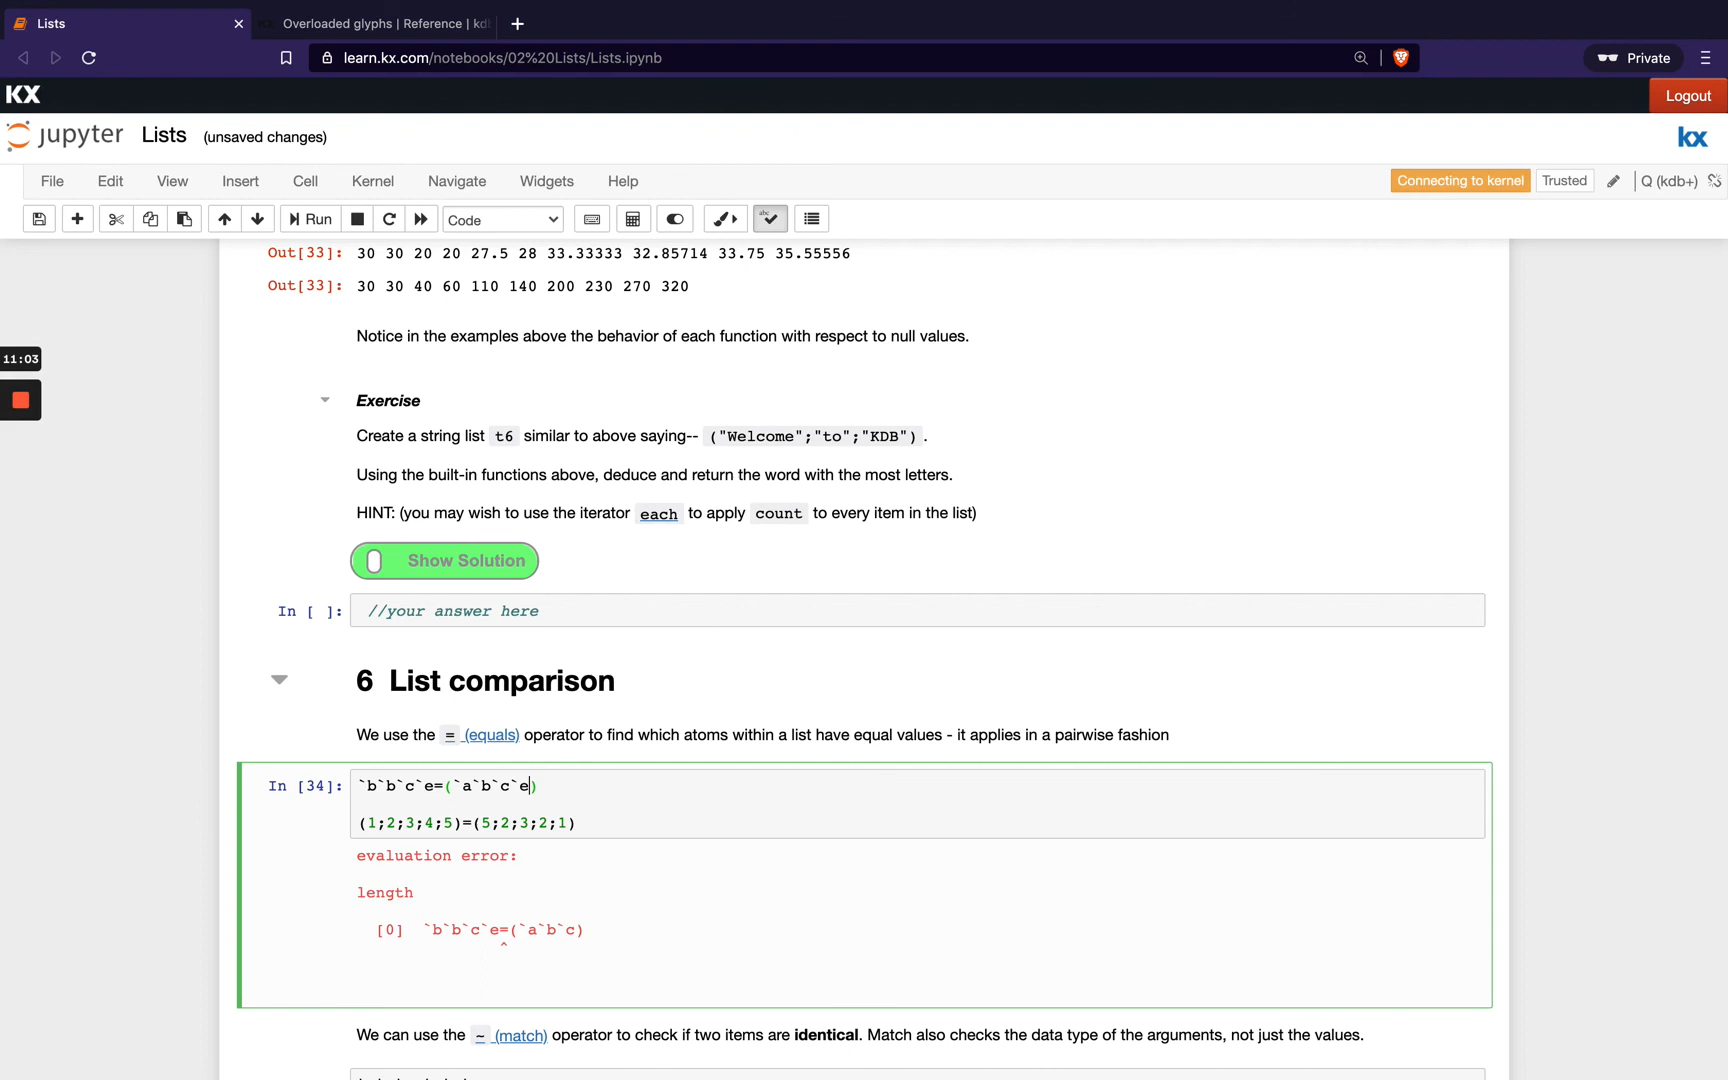 Lists
Overloaded glyphs | Reference | kd
learn.kx.com/notebooks/02%20Lists/Lists.ipynb
Private
KX
Logout
jupyter Lists (unsaved changes)
kx
File Edit View Insert Cell Kernel Navigate Widgets Help
Connecting to kernel Trusted Q (kdb+)
Run Code
Out[33]: 30 30 20 20 27.5 28 33.33333 32.85714 33.75 35.55556
Out[33]: 30 30 40 60 110 140 200 230 270 320
Notice in the examples above the behavior of each function with respect to null values.
11:03
Exercise
Create a string list t6 similar to above saying-- ("Welcome";"to";"KDB") .
Using the built-in functions above, deduce and return the word with the most letters.
HINT: (you may wish to use the iterator each to apply count to every item in the list)
Show Solution
In [ ]: //your answer here
6 List comparison
We use the = (equals) operator to find which atoms within a list have equal values - it applies in a pairwise fashion
In [34]: `b`b`c`e=(`a`b`c`e)
(1;2;3;4;5)=(5;2;3;2;1)
evaluation error:
length
[0] `b`b`c`e=(`a`b`c)
^
We can use the ~ (match) operator to check if two items are identical. Match also checks the data type of the arguments, not just the values.